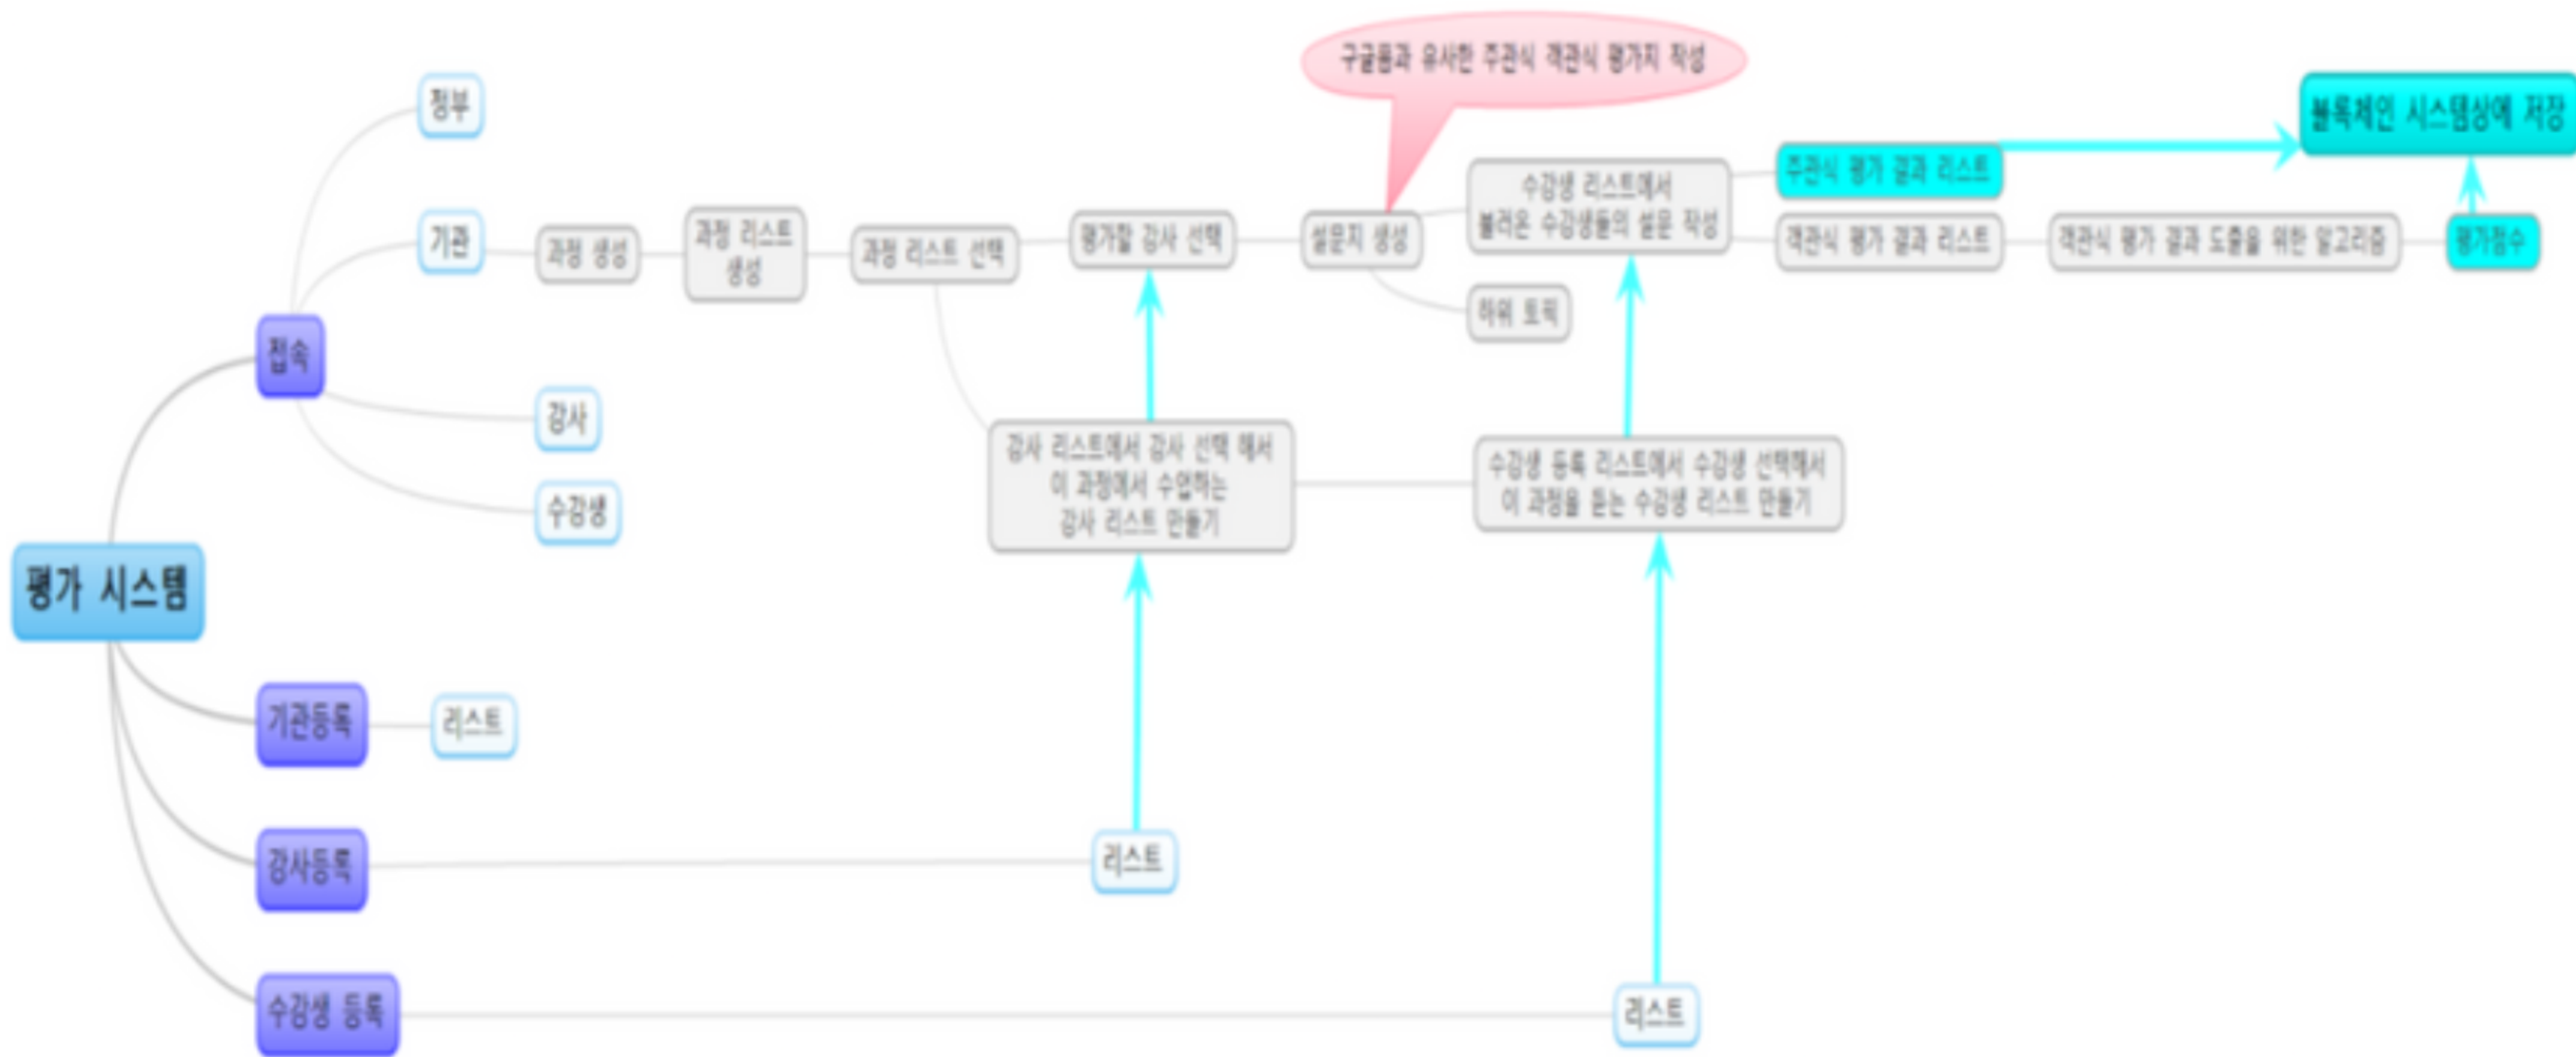 구글폼과 유사한 주관식 객관식 평가지 작성
정부
블록체인 시스템상에 저장
주관식 평가 결과 리스트
수강생 리스트에서
불러온 수강생들의 설문 작성
기관
과정 생성
과정 리스트
생성
과정 리스트 선택
평가할 강사 선택
설문지 생성
객관식 평가 결과 리스트
객관식 평가 결과 도출을 위한 알고리즘
평가점수
하위 토픽
접속
강사
수강생
강사 리스트에서 강사 선택 해서
이 과정에서 수업하는
강사 리스트 만들기
수강생 등록 리스트에서 수강생 선택해서
이 과정을 듣는 수강생 리스트 만들기
평가 시스템
기관등록
리스트
강사등록
리스트
수강생 등록
리스트